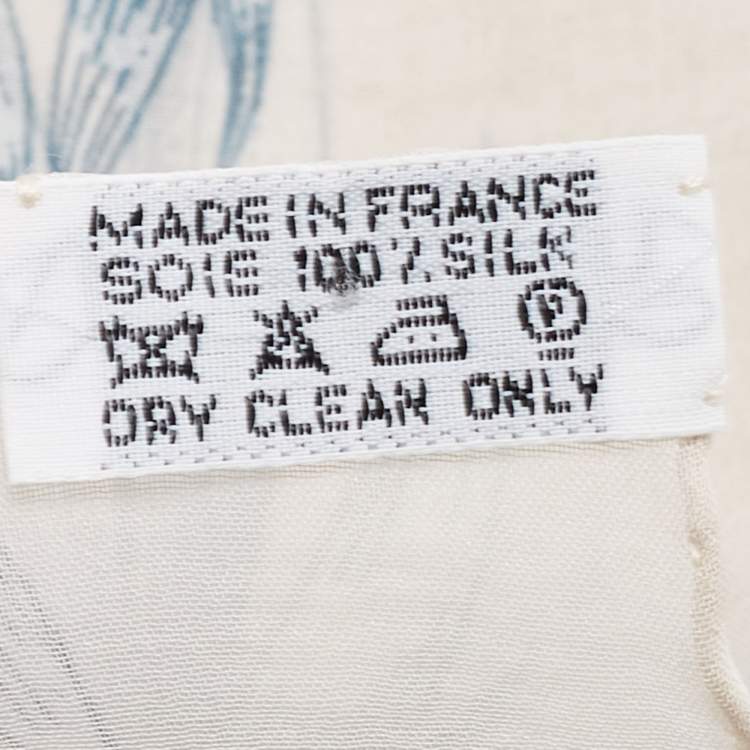 MADE IN FRANCE
SOIE 100% SILK
P
DRY CLEAN ONLY